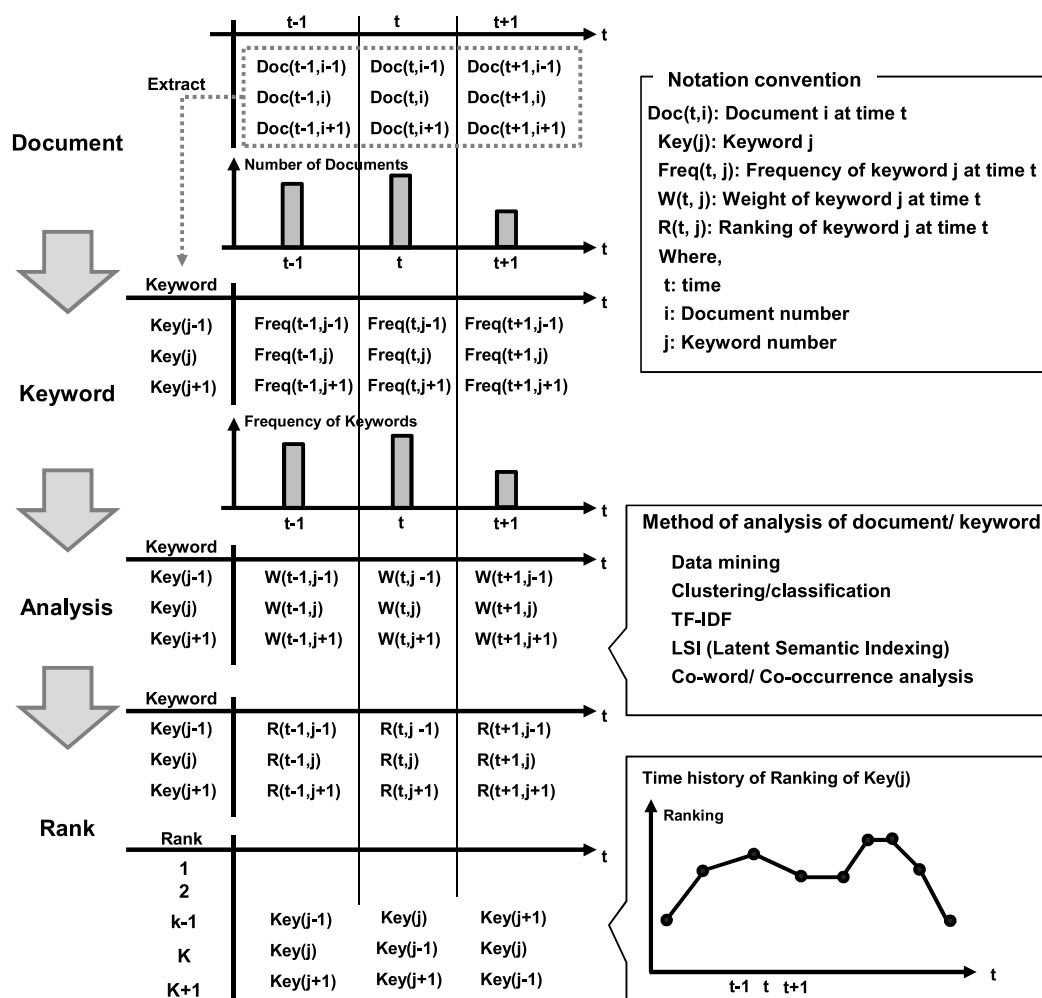 t-1 t t+1
t
Extract
Doc(t-1,i-1) Doc(t,i-1) Doc(t+1,i-1)
Doc(t-1,i) Doc(t,i) Doc(t+1,i)
Doc(t-1,i+1) Doc(t,i+1) Doc(t+1,i+1)
Document
Number of Documents
t-1 t t+1
t
Keyword
t
Key(j-1) Freq(t-1,j-1) Freq(t,j-1) Freq(t+1,j-1)
Key(j) Freq(t-1,j) Freq(t,j) Freq(t+1,j)
Key(j+1) Freq(t-1,j+1) Freq(t,j+1) Freq(t+1,j+1)
Keyword
Frequency of Keywords
t-1 t t+1
t
Keyword
t
Key(j-1) W(t-1,j-1) W(t,j -1) W(t+1,j-1)
Key(j) W(t-1,j) W(t,j) W(t+1,j)
Key(j+1) W(t-1,j+1) W(t,j+1) W(t+1,j+1)
Analysis
Keyword
t
Key(j-1) R(t-1,j-1) R(t,j -1) R(t+1,j-1)
Key(j) R(t-1,j) R(t,j) R(t+1,j)
Key(j+1) R(t-1,j+1) R(t,j+1) R(t+1,j+1)
Rank
Rank
t
1
2
k-1 Key(j-1) Key(j) Key(j+1)
K Key(j) Key(j-1) Key(j)
K+1 Key(j+1) Key(j+1) Key(j-1)
Notation convention
Doc(t,i): Document i at time t
Key(j): Keyword j
Freq(t, j): Frequency of keyword j at time t
W(t, j): Weight of keyword j at time t
R(t, j): Ranking of keyword j at time t
Where,
t: time
i: Document number
j: Keyword number
Method of analysis of document/ keyword
Data mining
Clustering/classification
TF-IDF
LSI (Latent Semantic Indexing)
Co-word/ Co-occurrence analysis
Time history of Ranking of Key(j)
Ranking
t
t-1 t t+1